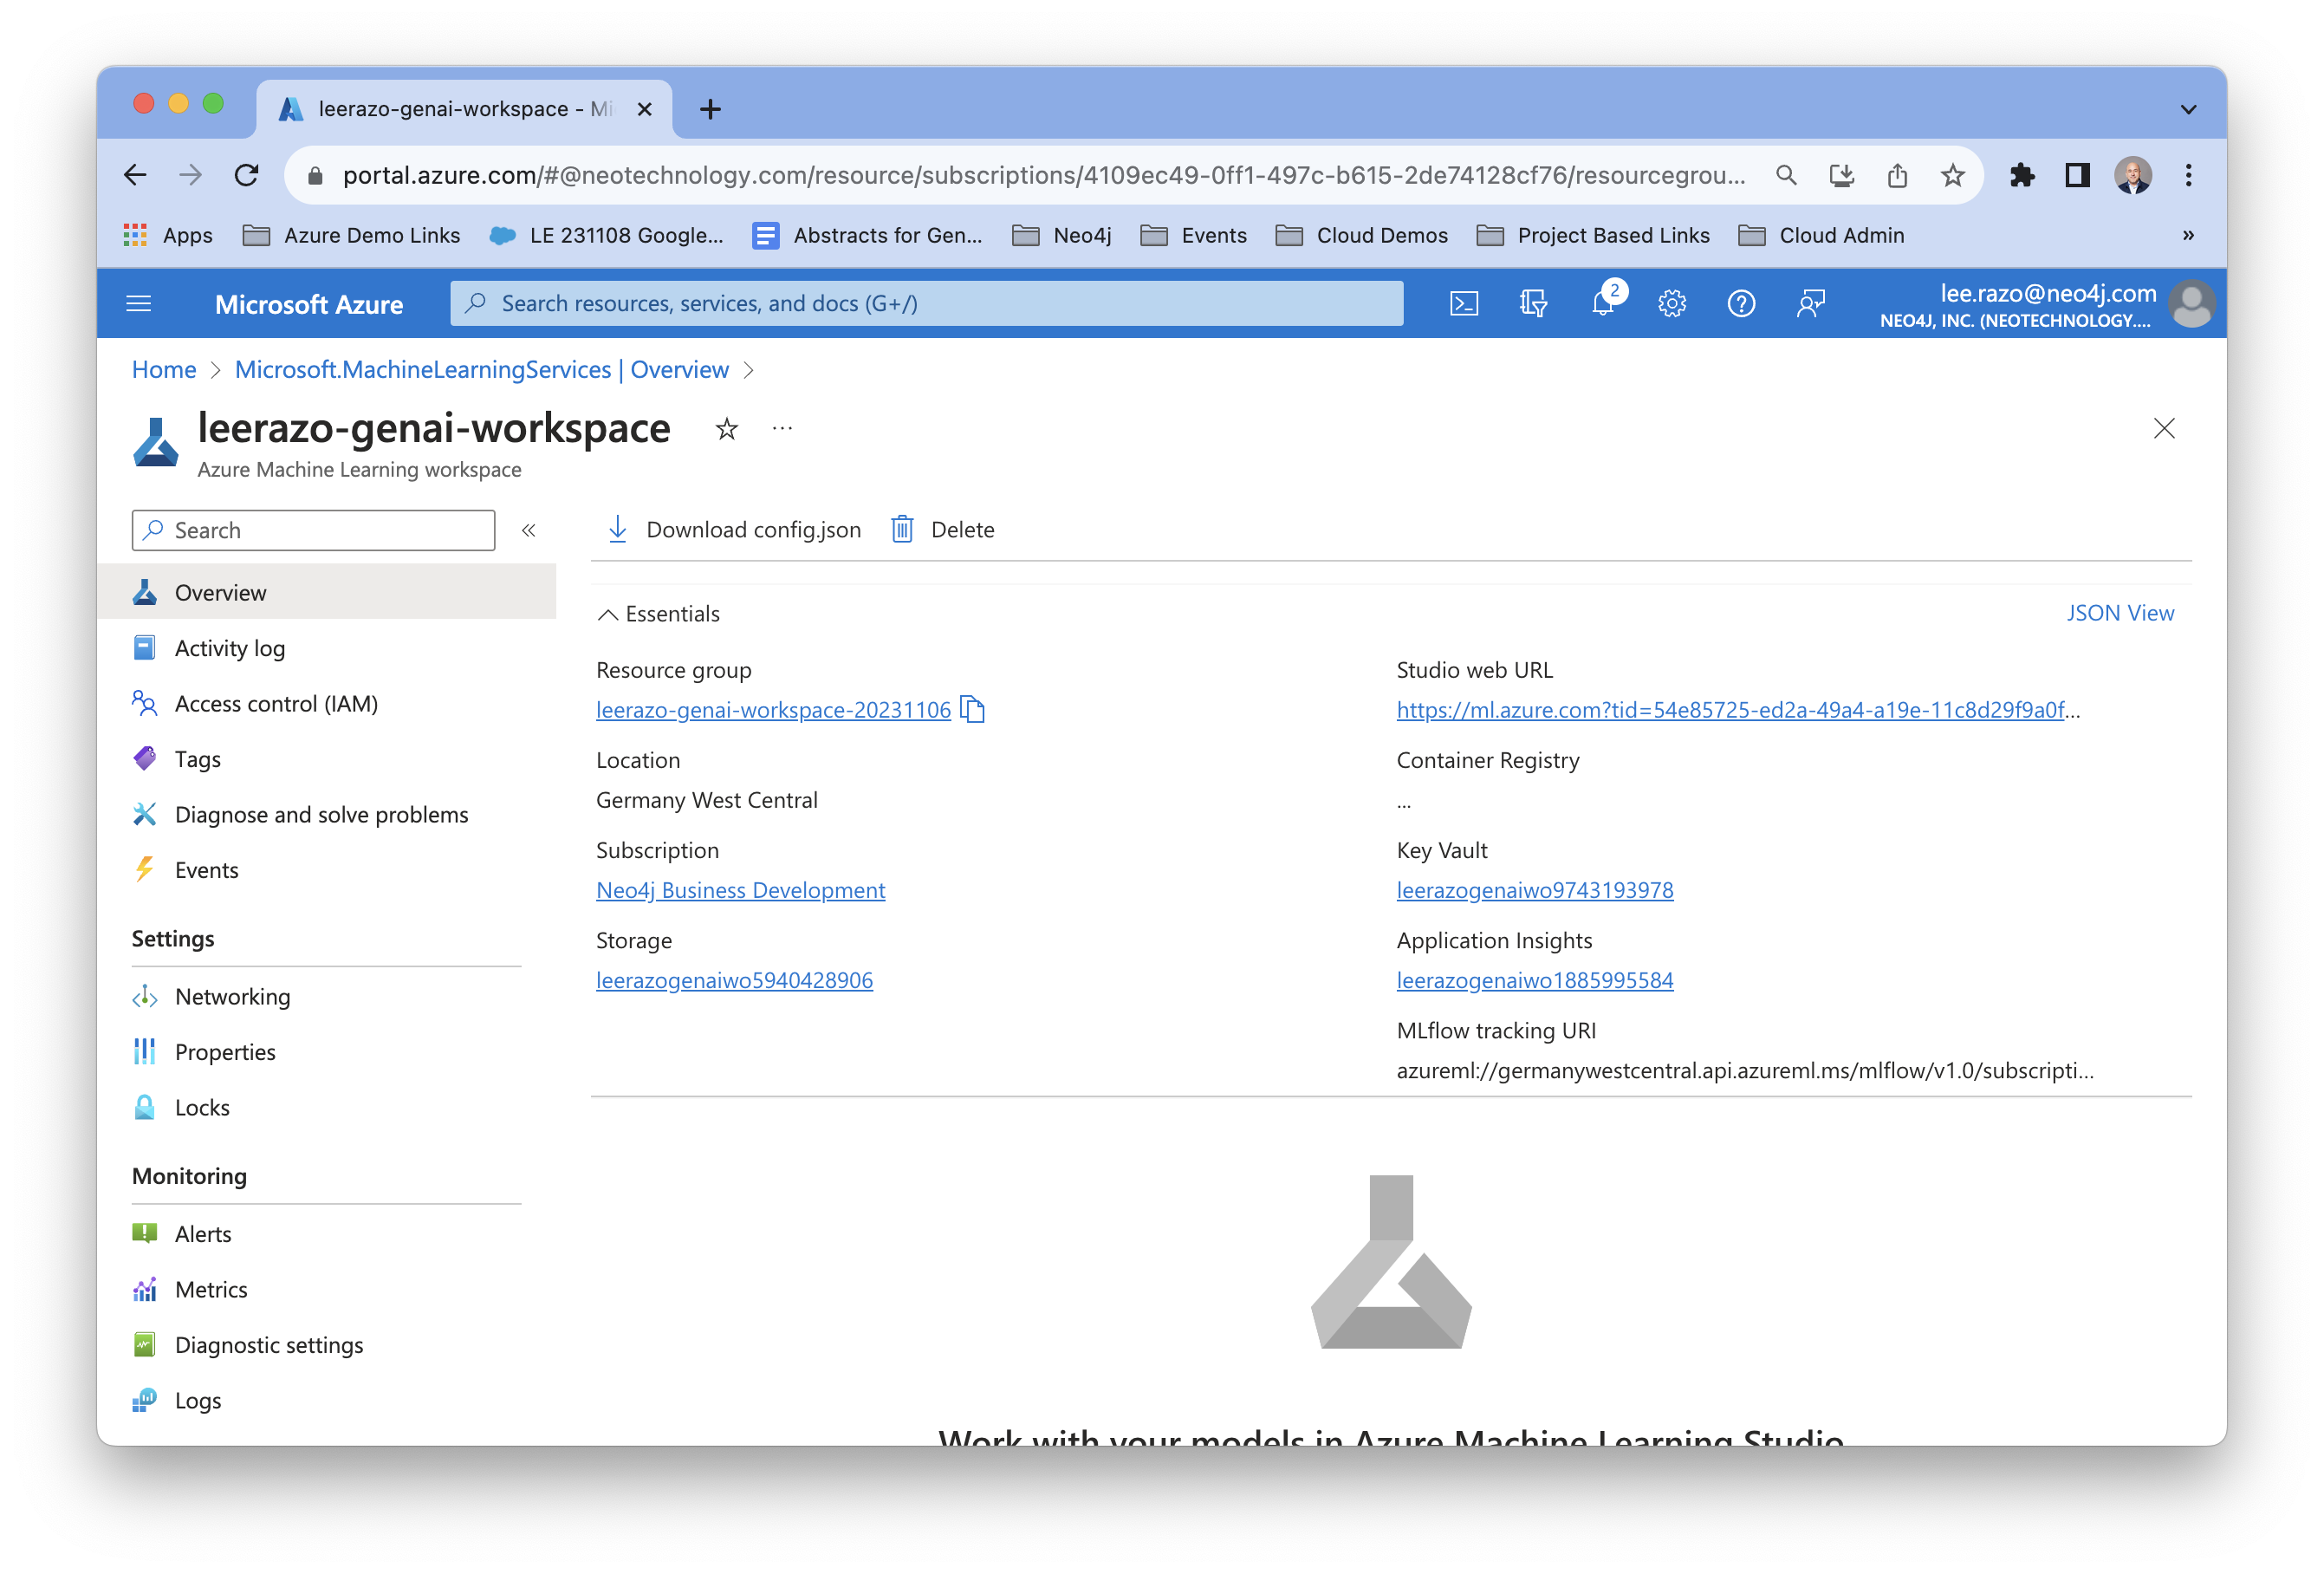 leerazo-genai-workspace - Mi
portal.azure.com/#@neotechnology.com/resource/subscriptions/4109ec49-0ff1-497c-b615-2de74128cf76/resourcegrou...
Apps
Azure Demo Links
LE 231108 Google...
Abstracts for Gen...
Neo4j
Events
Cloud Demos
Project Based Links
Cloud Admin
»
Microsoft Azure
Search resources, services, and docs (G+/)
2
lee.razo@neo4j.com
NEO4J, INC. (NEOTECHNOLOGY....
Home > Microsoft.MachineLearningServices | Overview >
leerazo-genai-workspace
...
Azure Machine Learning workspace
Search
«
Download config.json
Delete
Overview
Activity log
Access control (IAM)
Tags
Diagnose and solve problems
Events
Settings
Networking
Properties
Locks
Monitoring
Alerts
Metrics
Diagnostic settings
Logs
Essentials
JSON View
Resource group
leerazo-genai-workspace-20231106
Location
Germany West Central
Subscription
Neo4j Business Development
Storage
leerazogenaiwo5940428906
Studio web URL
https://ml.azure.com?tid=54e85725-ed2a-49a4-a19e-11c8d29f9a0f...
Container Registry
...
Key Vault
leerazogenaiwo9743193978
Application Insights
leerazogenaiwo1885995584
MLflow tracking URI
azureml://germanywestcentral.api.azureml.ms/mlflow/v1.0/subscripti...
Work with your models in Azure Machine Learning Studio